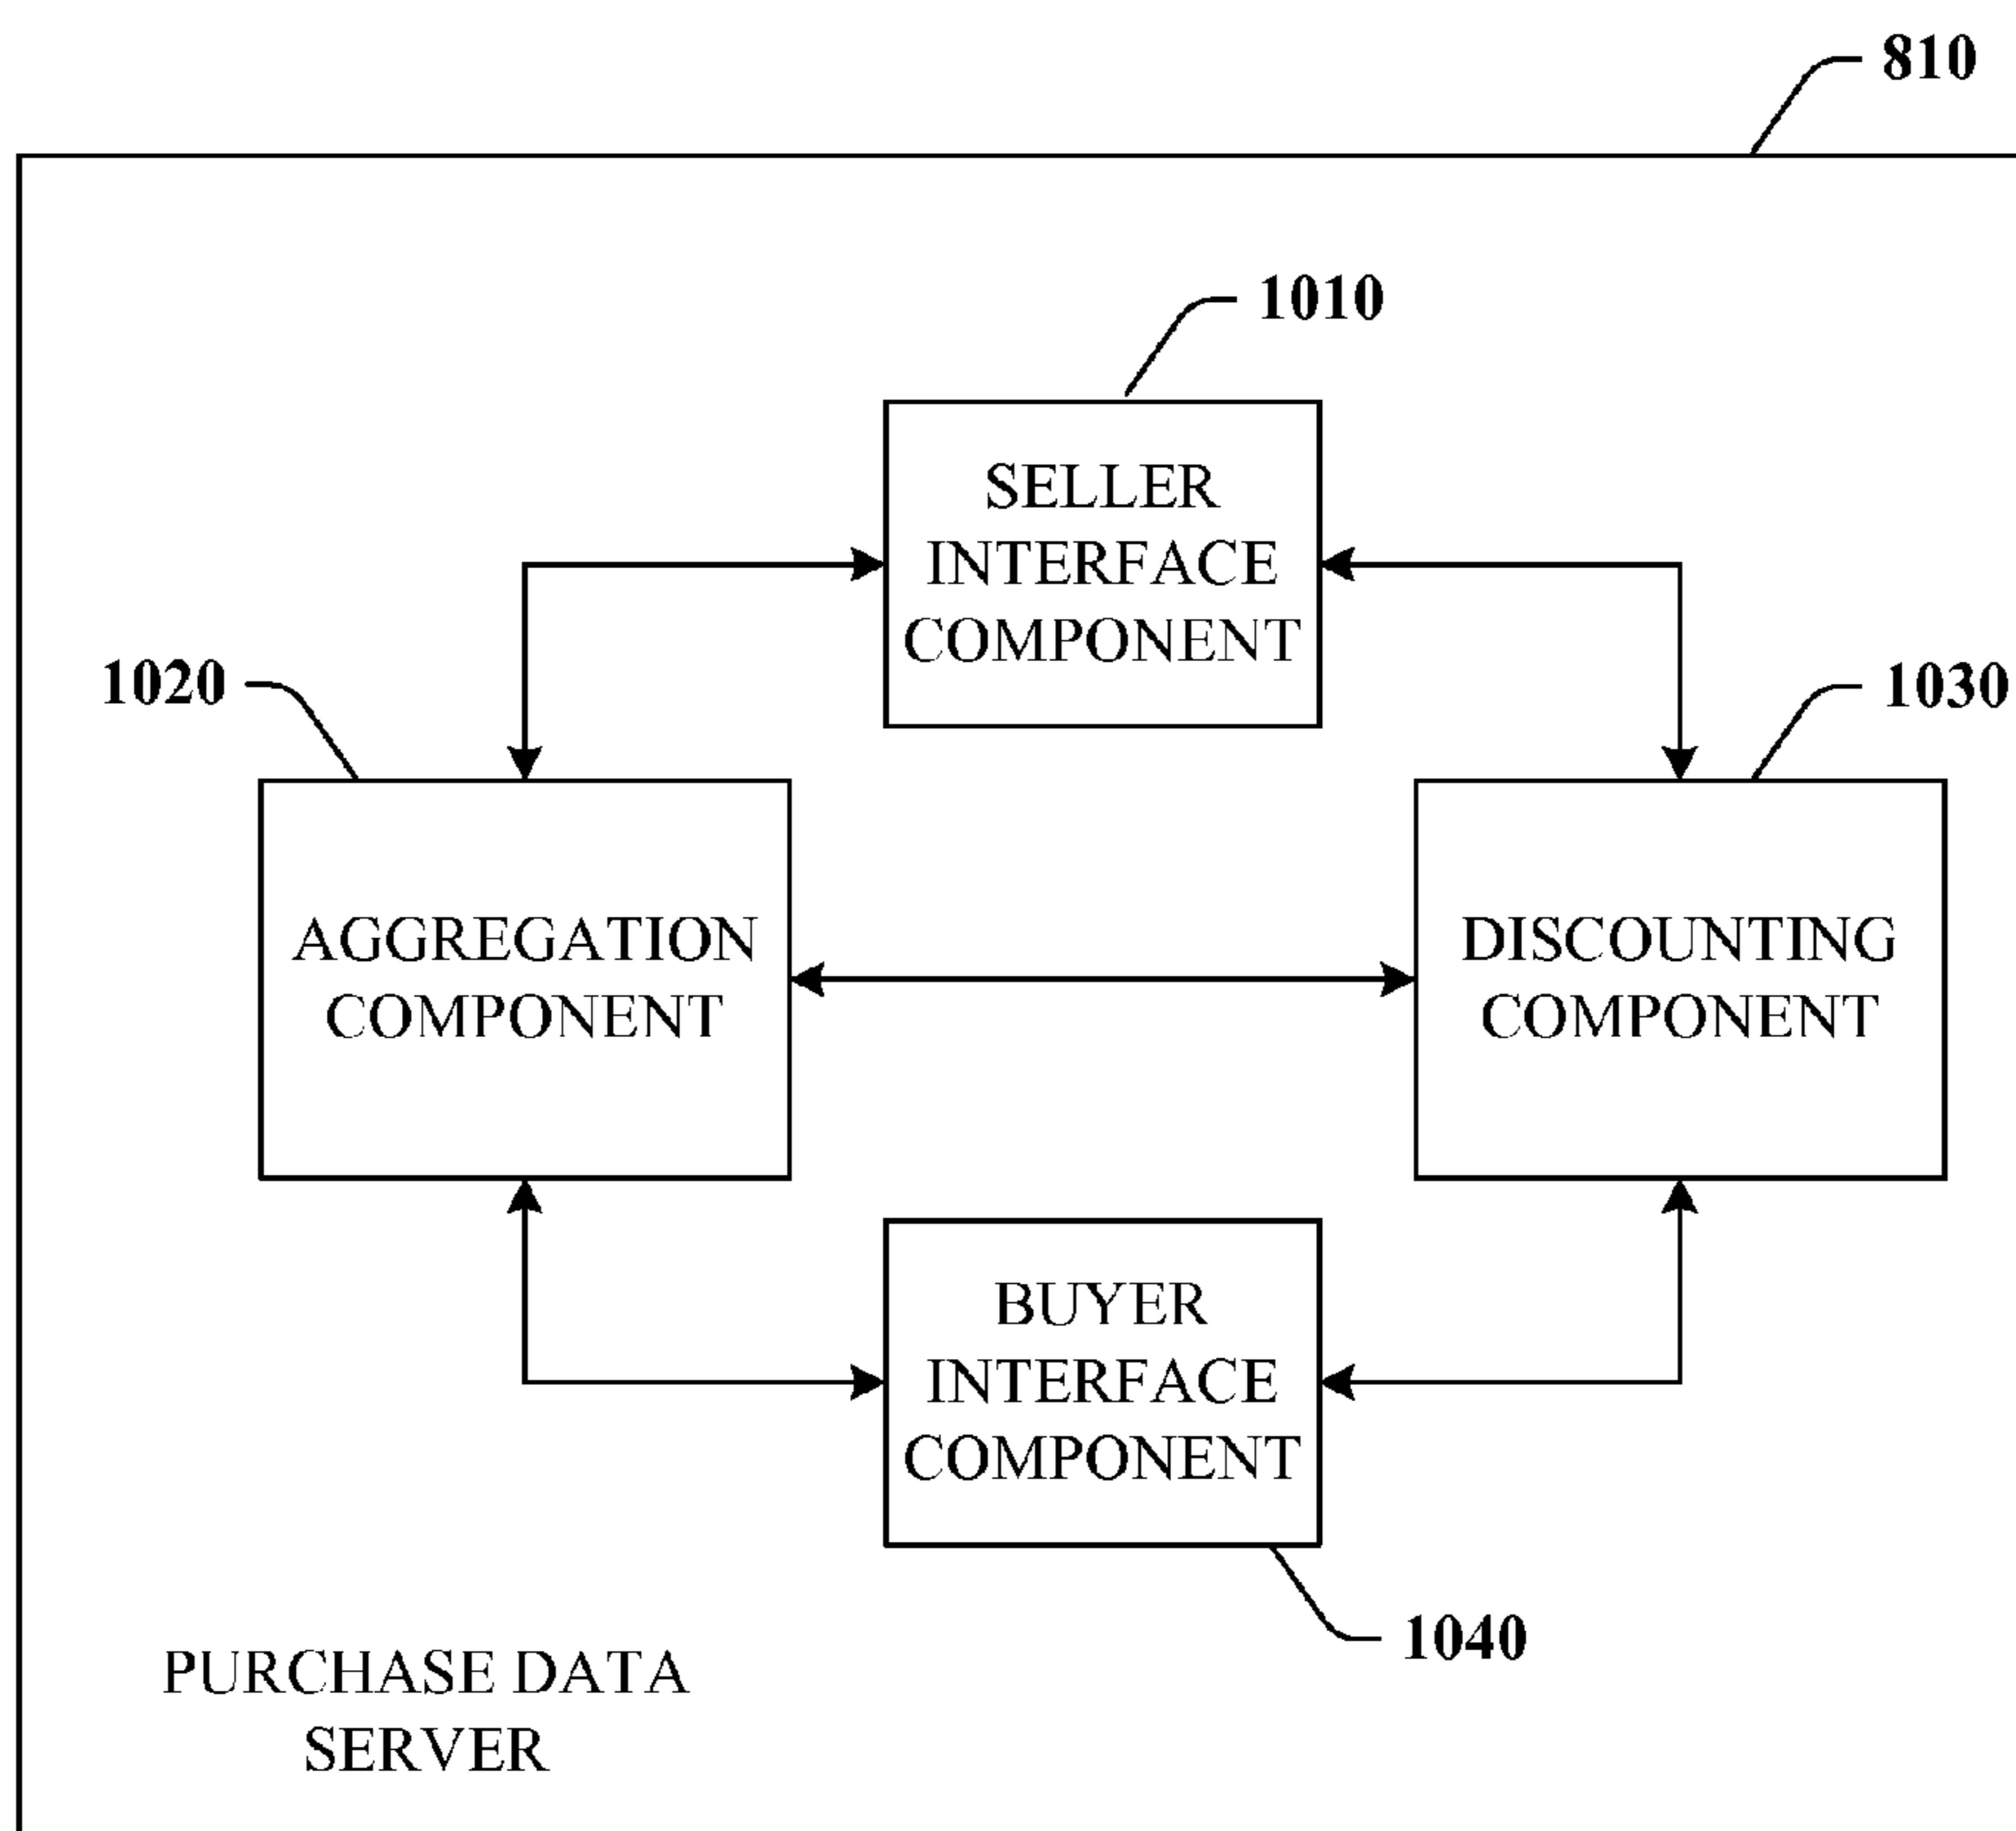 810
1010
SELLER
INTERFACE
COMPONENT
1020
1030
AGGREGATION
COMPONENT
DISCOUNTING
COMPONENT
BUYER
INTERFACE
COMPONENT
1040
PURCHASE DATA
SERVER